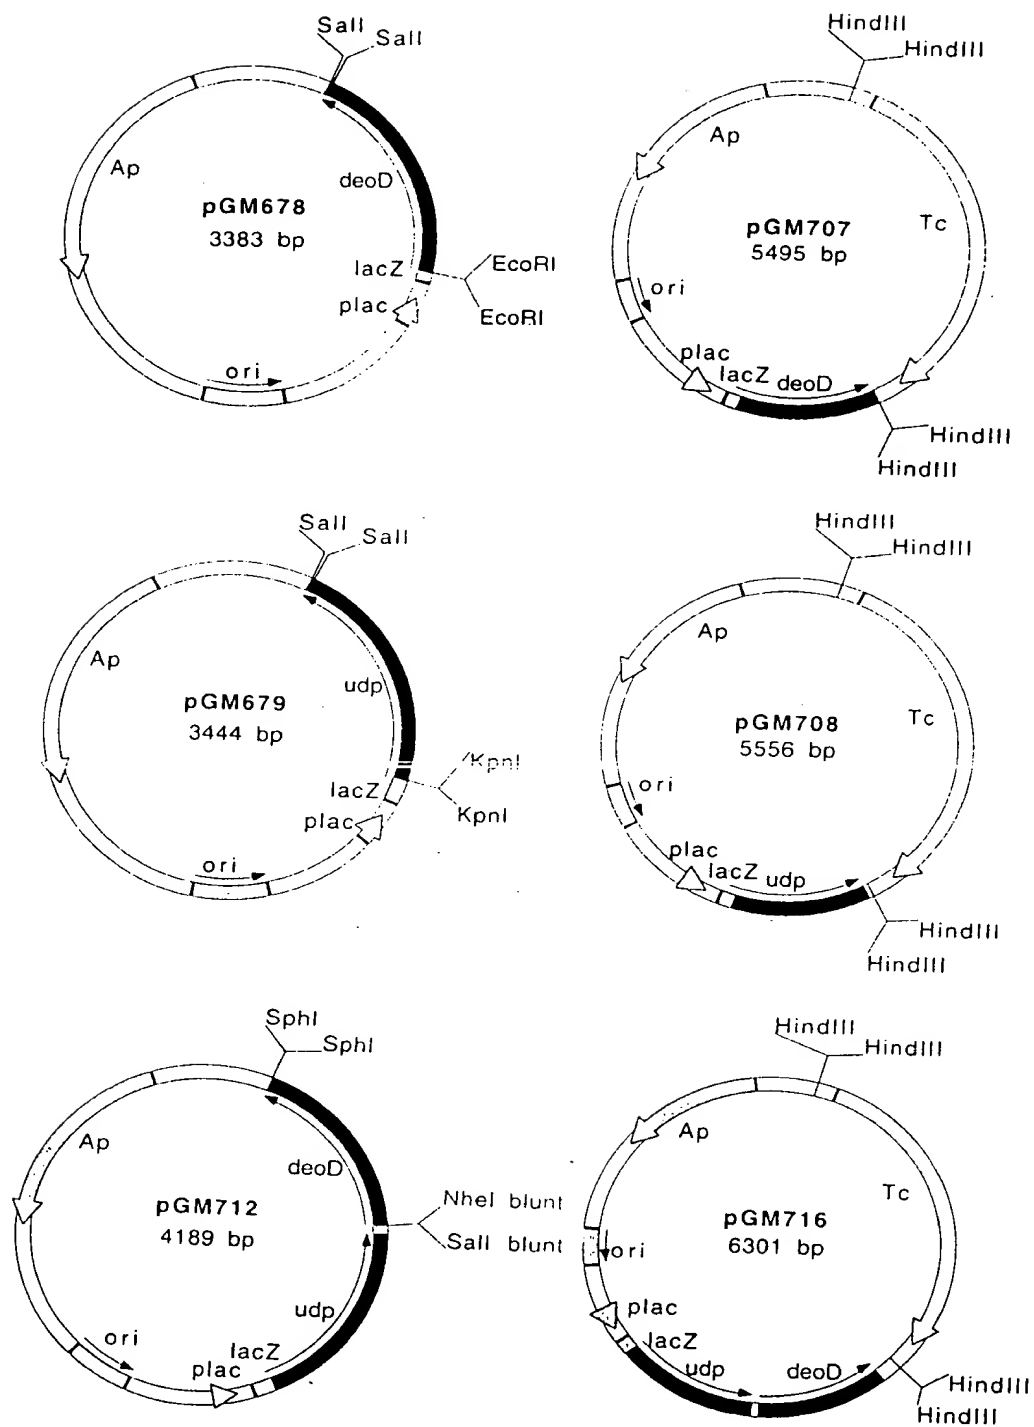 SalI
SalI
Ap
deoD
pGM678
3383 bp
lacZ
plac
EcoRI
EcoRI
ori
HindIII
HindIII
Ap
Tc
pGM707
5495 bp
ori
plac
lacZ
deoD
HindIII
HindIII
SalI
SalI
Ap
udp
pGM679
3444 bp
lacZ
plac
KpnI
KpnI
ori
HindIII
HindIII
Ap
Tc
pGM708
5556 bp
ori
plac
lacZ
udp
HindIII
HindIII
SphI
SphI
Ap
deoD
pGM712
4189 bp
NheI blunt
SalI blunt
udp
ori
lacZ
plac
HindIII
HindIII
Ap
Tc
pGM716
6301 bp
ori
plac
lacZ
udp
deoD
HindIII
HindIII